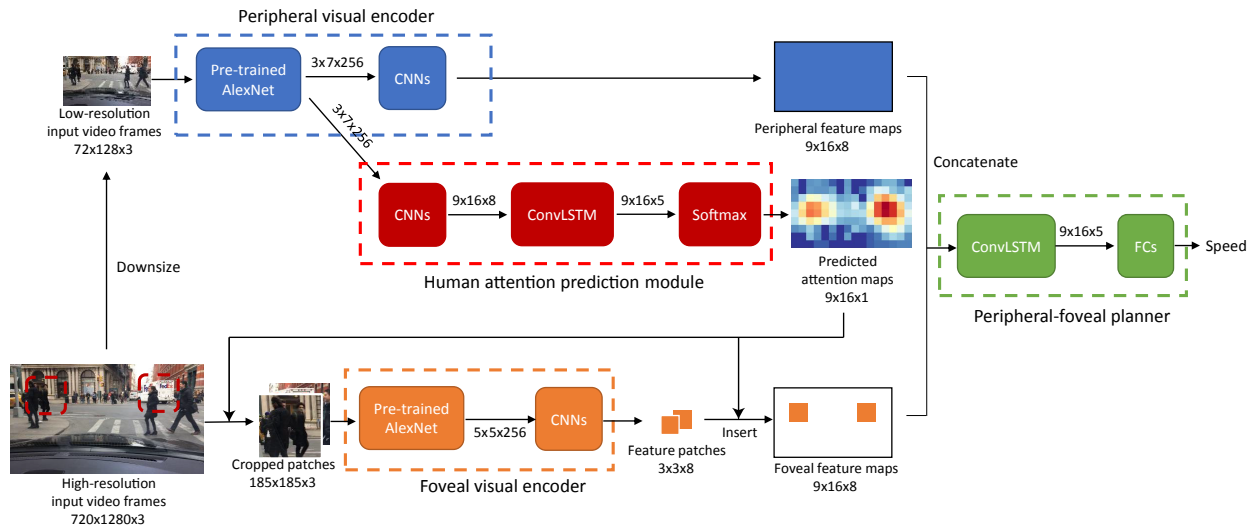 Peripheral visual encoder
Pre-trained
AlexNet
3x7x256
CNNs
3x7x256
Low-resolution
input video frames
72x128x3
Peripheral feature maps
9x16x8
Concatenate
CNNs
9x16x8
ConvLSTM
9x16x5
Softmax
Human attention prediction module
Predicted
attention maps
9x16x1
ConvLSTM
9x16x5
FCs
Speed
Peripheral-foveal planner
Downsize
High-resolution
input video frames
720x1280x3
FedEx
Cropped patches
185x185x3
Pre-trained
AlexNet
5x5x256
CNNs
Foveal visual encoder
Feature patches
3x3x8
Insert
Foveal feature maps
9x16x8